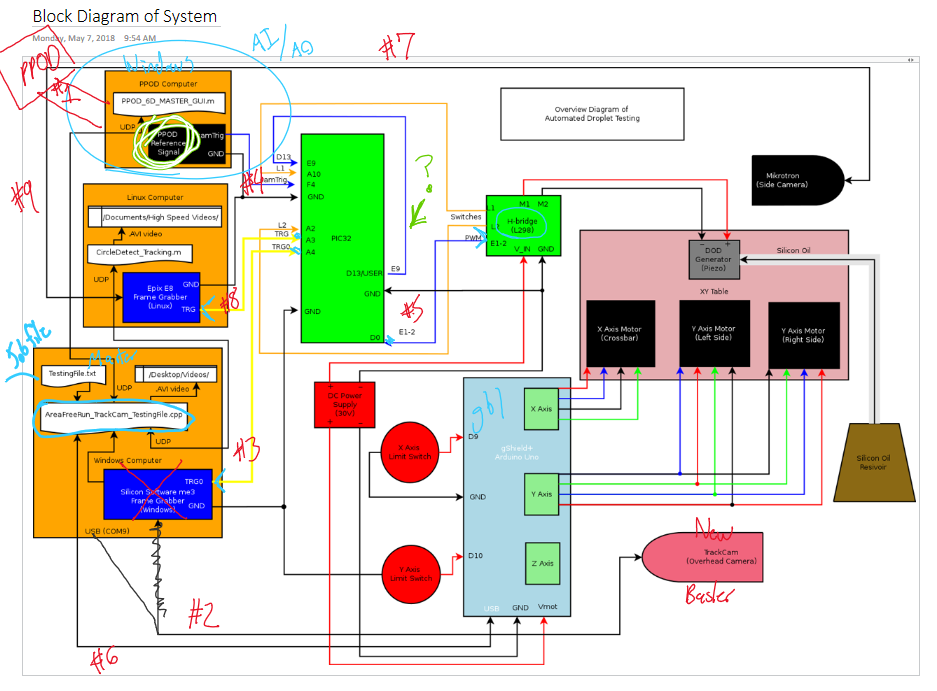 Block Diagram of System
Monday, May 7, 2018 9:54 AM
AI/AO
#7
PPOD
#1
Windows
PPOD Computer
PPOD_6D_MASTER_GUI.m
UDP
PPOD
Reference
Signal
CamTrig
GND
Overview Diagram of
Automated Droplet Testing
Mikrotron
(Side Camera)
#9
#4
D13
L1
CamTrig
E9
A10
F4
GND
?
Linux Computer
/Documents/High Speed Videos/
.AVI video
CircleDetect_Tracking.m
UDP
Epix E8
Frame Grabber
(Linux)
GND
TRG
#8
L2
TRG
TRG0
A2
A3
A4
PIC32
D13/USER
E9
GND
GND
D0
E1-2
#5
Switches
PWM
L1
L2
E1-2
M1 M2
H-bridge
(L298)
V_IN GND
DOD
Generator
(Piezo)
- +
Silicon Oil
XY Table
X Axis Motor
(Crossbar)
Y Axis Motor
(Left Side)
Y Axis Motor
(Right Side)
Job file
TestingFile.txt
UDP
/Desktop/Videos/
.AVI video
AreaFreeRun_TrackCam_TestingFile.cpp
UDP
#3
Windows Computer
TRG0
Silicon Software me3
Frame Grabber
(Windows)
GND
USB (COM9)
+ -
DC Power
Supply
(30V)
+ -
X Axis
Limit Switch
Y Axis
Limit Switch
gbl
gShield+
Arduino Uno
D9
GND
D10
X Axis
Y Axis
Z Axis
USB GND Vmot
Silicon Oil
Resivoir
New
TrackCam
(Overhead Camera)
Basler
#2
#6